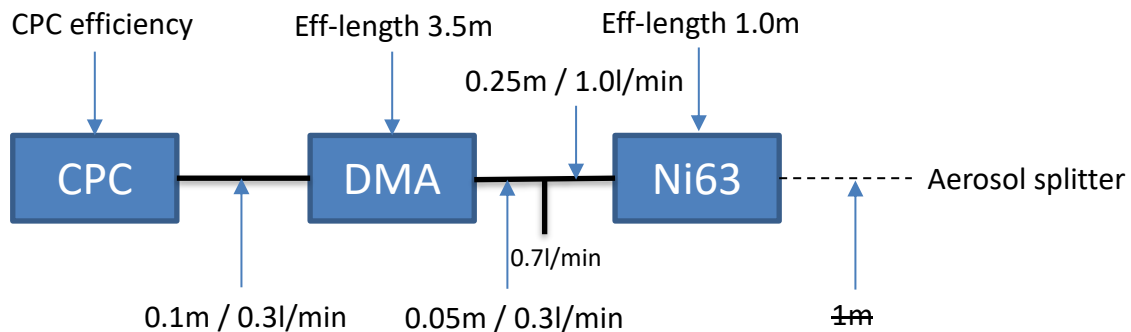 CPC efficiency
Eff-length 3.5m
Eff-length 1.0m
0.25m / 1.0l/min
CPC
DMA
Ni63
Aerosol splitter
0.7l/min
0.1m / 0.3l/min
0.05m / 0.3l/min
1m